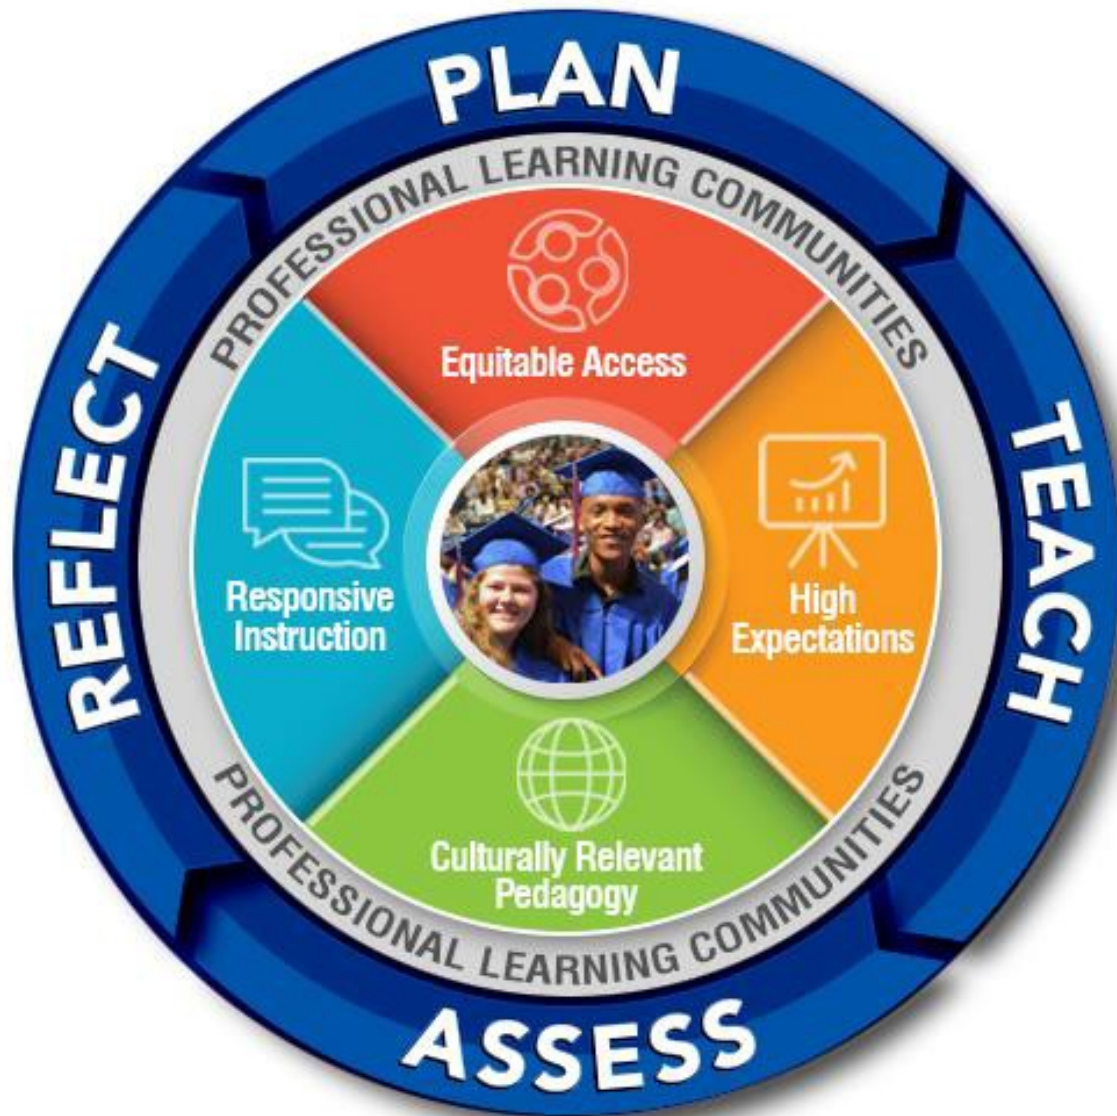 PLAN
PROFESSIONAL LEARNING COMMUNITIES
Equitable Access
REFLECT
TEACH
Responsive
Instruction
High
Expectations
Culturally Relevant
Pedagogy
PROFESSIONAL LEARNING COMMUNITIES
ASSESS